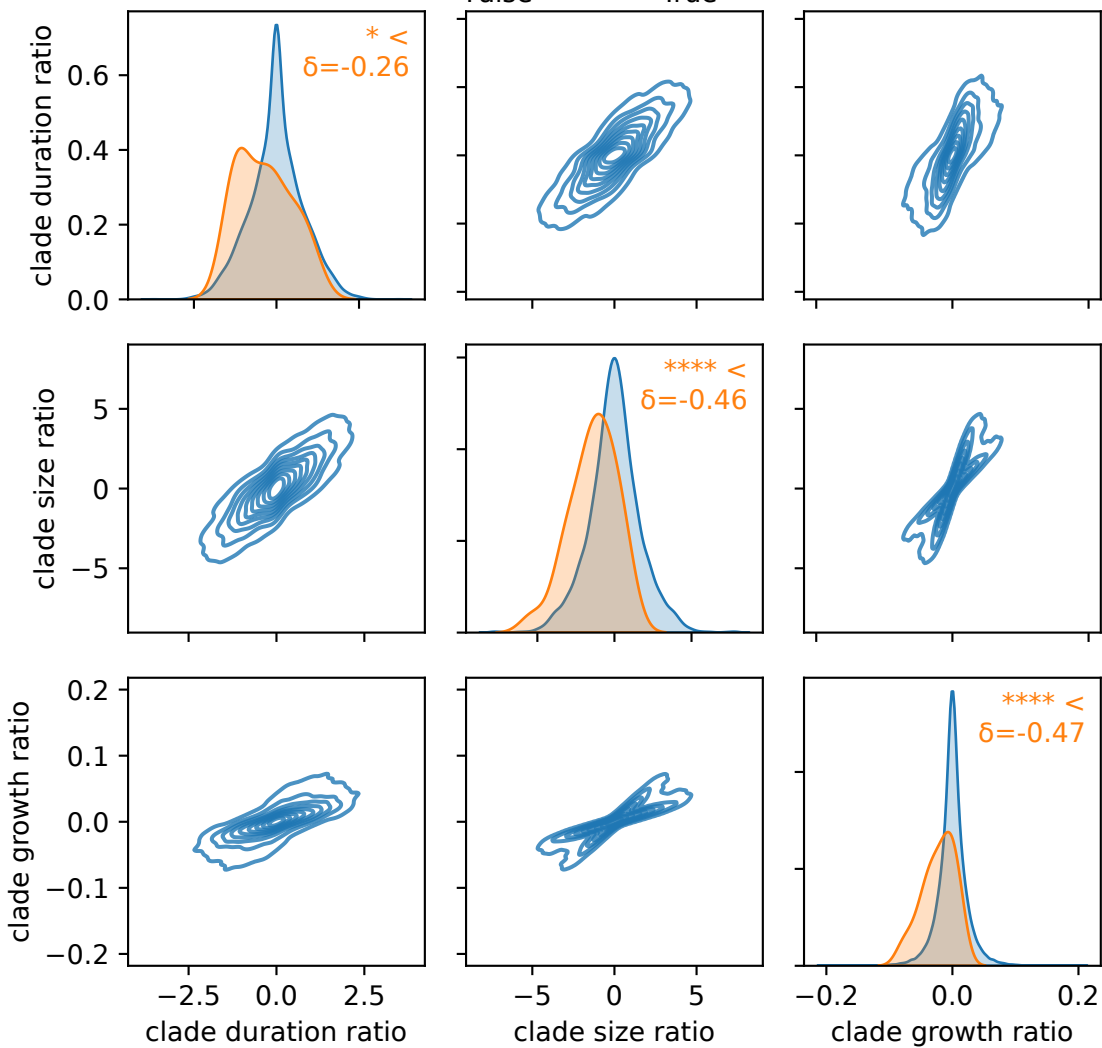 True
clade duration ratio
0.6
0.4
0.2
0.0
* <
δ=-0.26
clade size ratio
5
0
−5
**** <
δ=-0.46
clade growth ratio
0.2
0.1
0.0
−0.1
−0.2
**** <
δ=-0.47
−2.5 0.0 2.5
−5 0 5
−0.2 0.0 0.2
clade duration ratio
clade size ratio
clade growth ratio